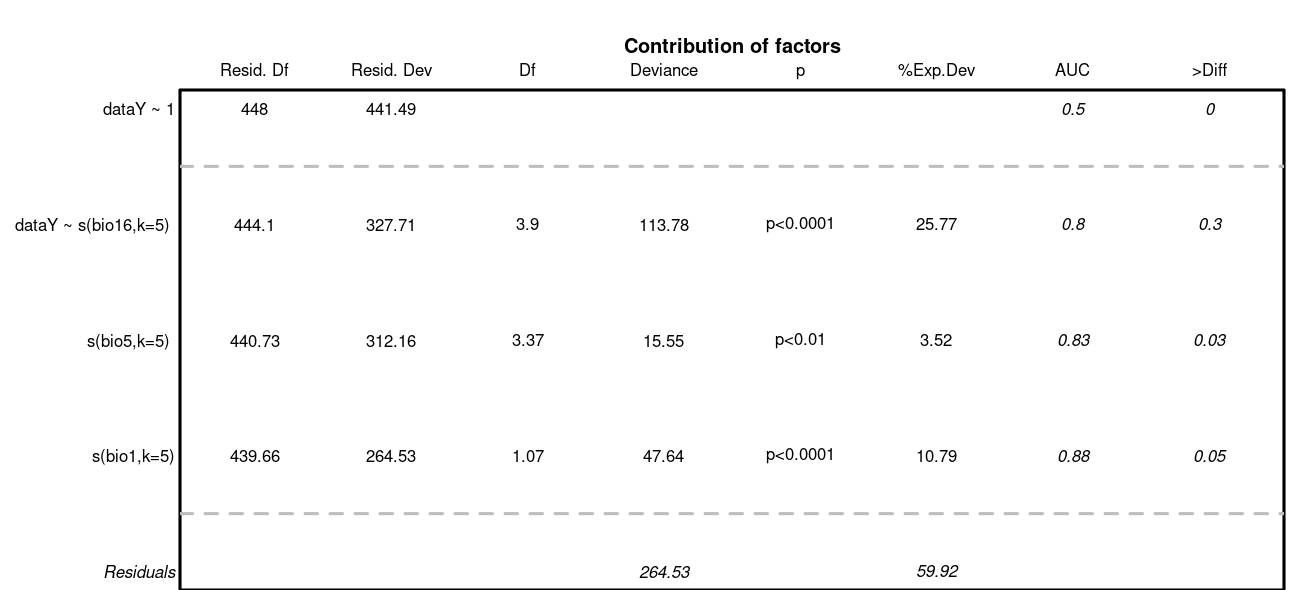 Contribution of factors
Resid. Df Resid. Dev Df Deviance p %Exp.Dev AUC >Diff
dataY ~ 1 448 441.49 0.5 0
dataY ~ s(bio16,k=5) 444.1 327.71 3.9 113.78 p<0.0001 25.77 0.8 0.3
s(bio5,k=5) 440.73 312.16 3.37 15.55 p<0.01 3.52 0.83 0.03
s(bio1,k=5) 439.66 264.53 1.07 47.64 p<0.0001 10.79 0.88 0.05
Residuals 264.53 59.92